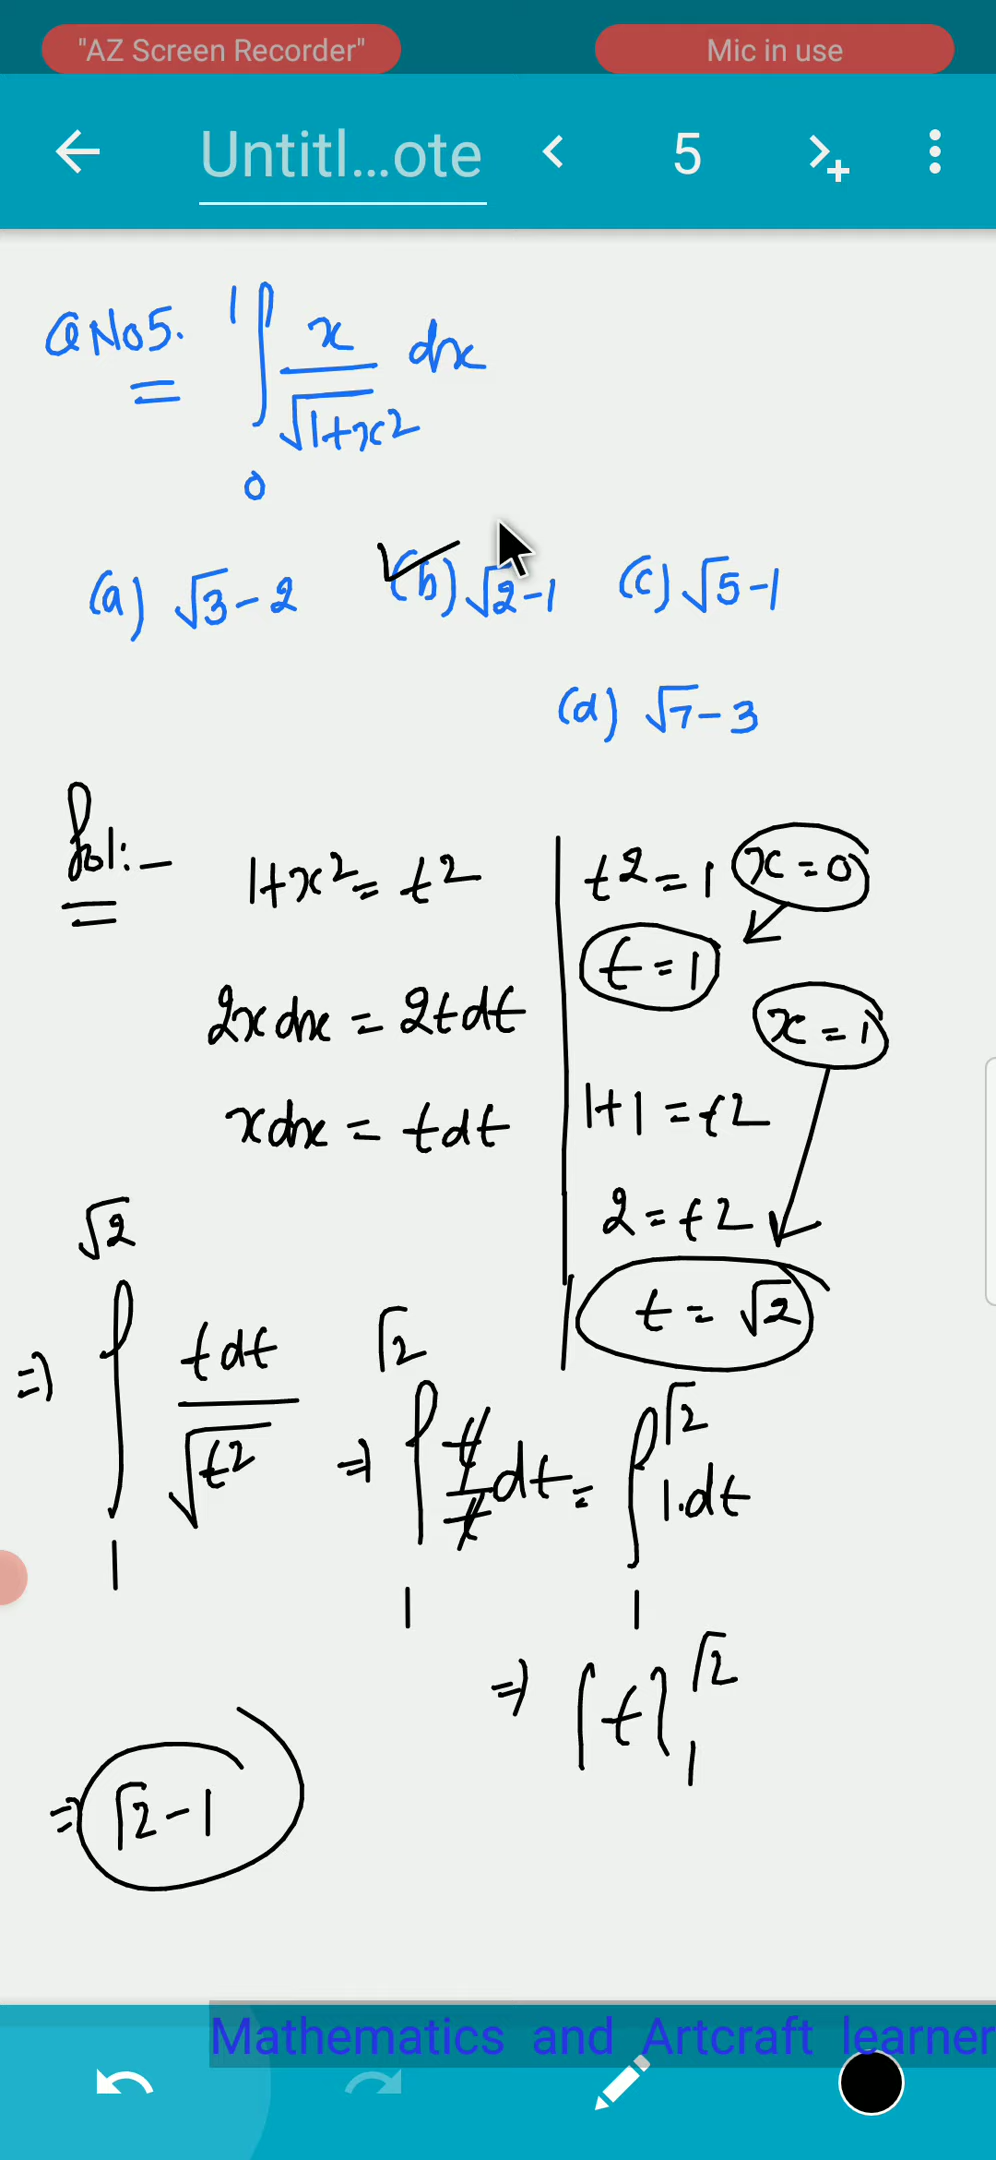 "AZ Screen Recorder" Mic in use
Untitl...ote < 5 >+
Q No 5. ∫₀¹ x/√(1+x²) dx
(a) √3-2 (b) √2-1 (c) √5-1
(d) √7-3
Sol:-
1+x² = t²
2x dx = 2t dt
x dx = t dt
t² = 1 x = 0
t = 1
x = 1
1+1 = t2
2 = t2
t = √2
⇒ ∫₁^√2 t dt/√t² ⇒ ∫₁^√2 t/t dt = ∫₁^√2 1.dt
⇒ [t]₁^√2
⇒ √2-1
Mathematics and Artcraft learner